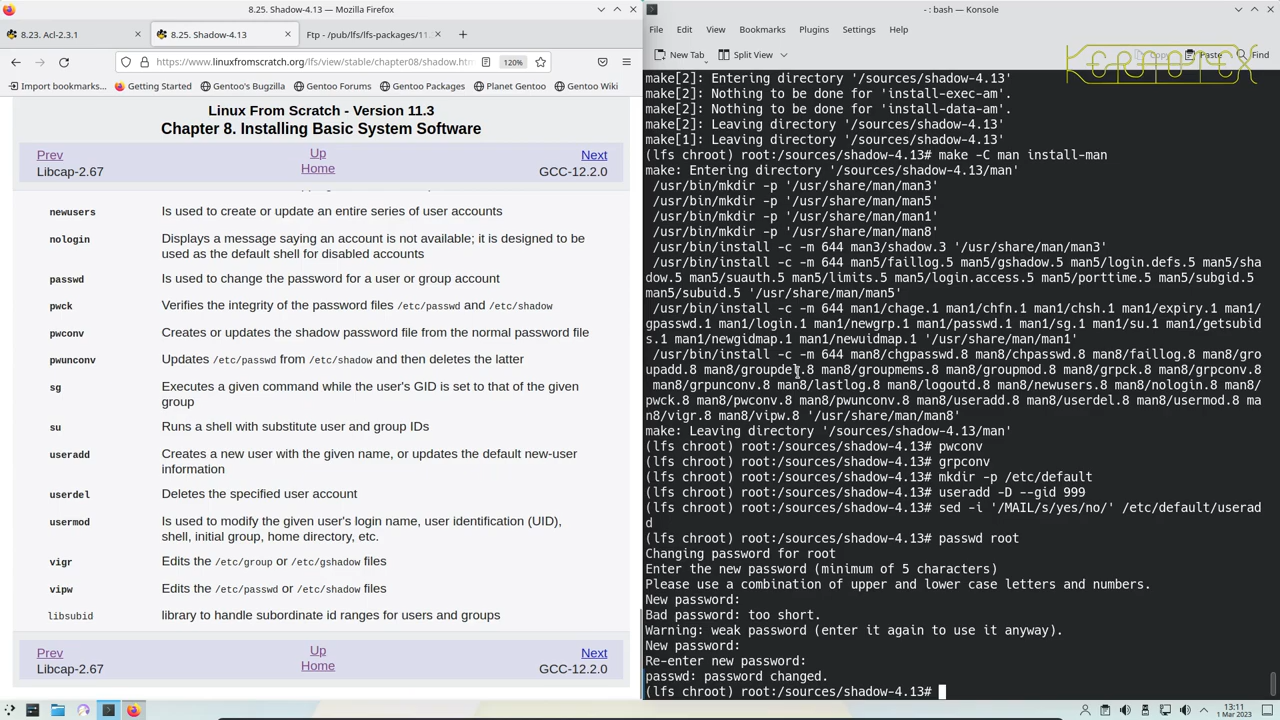 8.25. Shadow-4.13 — Mozilla Firefox
8.23. Acl-2.3.1
8.25. Shadow-4.13
Ftp - /pub/lfs/lfs-packages/11.
https://www.linuxfromscratch.org/lfs/view/stable/chapter08/shadow.htm
120%
Import bookmarks...
Getting Started
Gentoo's Bugzilla
Gentoo Forums
Gentoo Packages
Planet Gentoo
Gentoo Wiki
Linux From Scratch - Version 11.3
Chapter 8. Installing Basic System Software
Prev
Up
Next
Libcap-2.67
Home
GCC-12.2.0
newusers Is used to create or update an entire series of user accounts
nologin Displays a message saying an account is not available; it is designed to be
used as the default shell for disabled accounts
passwd Is used to change the password for a user or group account
pwck Verifies the integrity of the password files /etc/passwd and /etc/shadow
pwconv Creates or updates the shadow password file from the normal password file
pwunconv Updates /etc/passwd from /etc/shadow and then deletes the latter
sg Executes a given command while the user's GID is set to that of the given
group
su Runs a shell with substitute user and group IDs
useradd Creates a new user with the given name, or updates the default new-user
information
userdel Deletes the specified user account
usermod Is used to modify the given user's login name, user identification (UID),
shell, initial group, home directory, etc.
vigr Edits the /etc/group or /etc/gshadow files
vipw Edits the /etc/passwd or /etc/shadow files
libsubid library to handle subordinate id ranges for users and groups
Prev
Up
Next
Libcap-2.67
Home
GCC-12.2.0
- : bash — Konsole
File Edit View Bookmarks Plugins Settings Help
New Tab
Split View
Copy
Paste
Find
KERNOTEX
make[2]: Entering directory '/sources/shadow-4.13'
make[2]: Nothing to be done for 'install-exec-am'.
make[2]: Nothing to be done for 'install-data-am'.
make[2]: Leaving directory '/sources/shadow-4.13'
make[1]: Leaving directory '/sources/shadow-4.13'
(lfs chroot) root:/sources/shadow-4.13# make -C man install-man
make: Entering directory '/sources/shadow-4.13/man'
/usr/bin/mkdir -p '/usr/share/man/man3'
/usr/bin/mkdir -p '/usr/share/man/man5'
/usr/bin/mkdir -p '/usr/share/man/man1'
/usr/bin/mkdir -p '/usr/share/man/man8'
/usr/bin/install -c -m 644 man3/shadow.3 '/usr/share/man/man3'
/usr/bin/install -c -m 644 man5/faillog.5 man5/gshadow.5 man5/login.defs.5 man5/sha
dow.5 man5/suauth.5 man5/limits.5 man5/login.access.5 man5/porttime.5 man5/subgid.5
man5/subuid.5 '/usr/share/man/man5'
/usr/bin/install -c -m 644 man1/chage.1 man1/chfn.1 man1/chsh.1 man1/expiry.1 man1/
gpasswd.1 man1/login.1 man1/newgrp.1 man1/passwd.1 man1/sg.1 man1/su.1 man1/getsubid
s.1 man1/newgidmap.1 man1/newuidmap.1 '/usr/share/man/man1'
/usr/bin/install -c -m 644 man8/chgpasswd.8 man8/chpasswd.8 man8/faillog.8 man8/gro
upadd.8 man8/groupdel.8 man8/groupmems.8 man8/groupmod.8 man8/grpck.8 man8/grpconv.8
man8/grpunconv.8 man8/lastlog.8 man8/logoutd.8 man8/newusers.8 man8/nologin.8 man8/
pwck.8 man8/pwconv.8 man8/pwunconv.8 man8/useradd.8 man8/userdel.8 man8/usermod.8 ma
n8/vigr.8 man8/vipw.8 '/usr/share/man/man8'
make: Leaving directory '/sources/shadow-4.13/man'
(lfs chroot) root:/sources/shadow-4.13# pwconv
(lfs chroot) root:/sources/shadow-4.13# grpconv
(lfs chroot) root:/sources/shadow-4.13# mkdir -p /etc/default
(lfs chroot) root:/sources/shadow-4.13# useradd -D --gid 999
(lfs chroot) root:/sources/shadow-4.13# sed -i '/MAIL/s/yes/no/' /etc/default/userad
d
(lfs chroot) root:/sources/shadow-4.13# passwd root
Changing password for root
Enter the new password (minimum of 5 characters)
Please use a combination of upper and lower case letters and numbers.
New password:
Bad password: too short.
Warning: weak password (enter it again to use it anyway).
New password:
Re-enter new password:
passwd: password changed.
(lfs chroot) root:/sources/shadow-4.13#
13:11
1 Mar 2023